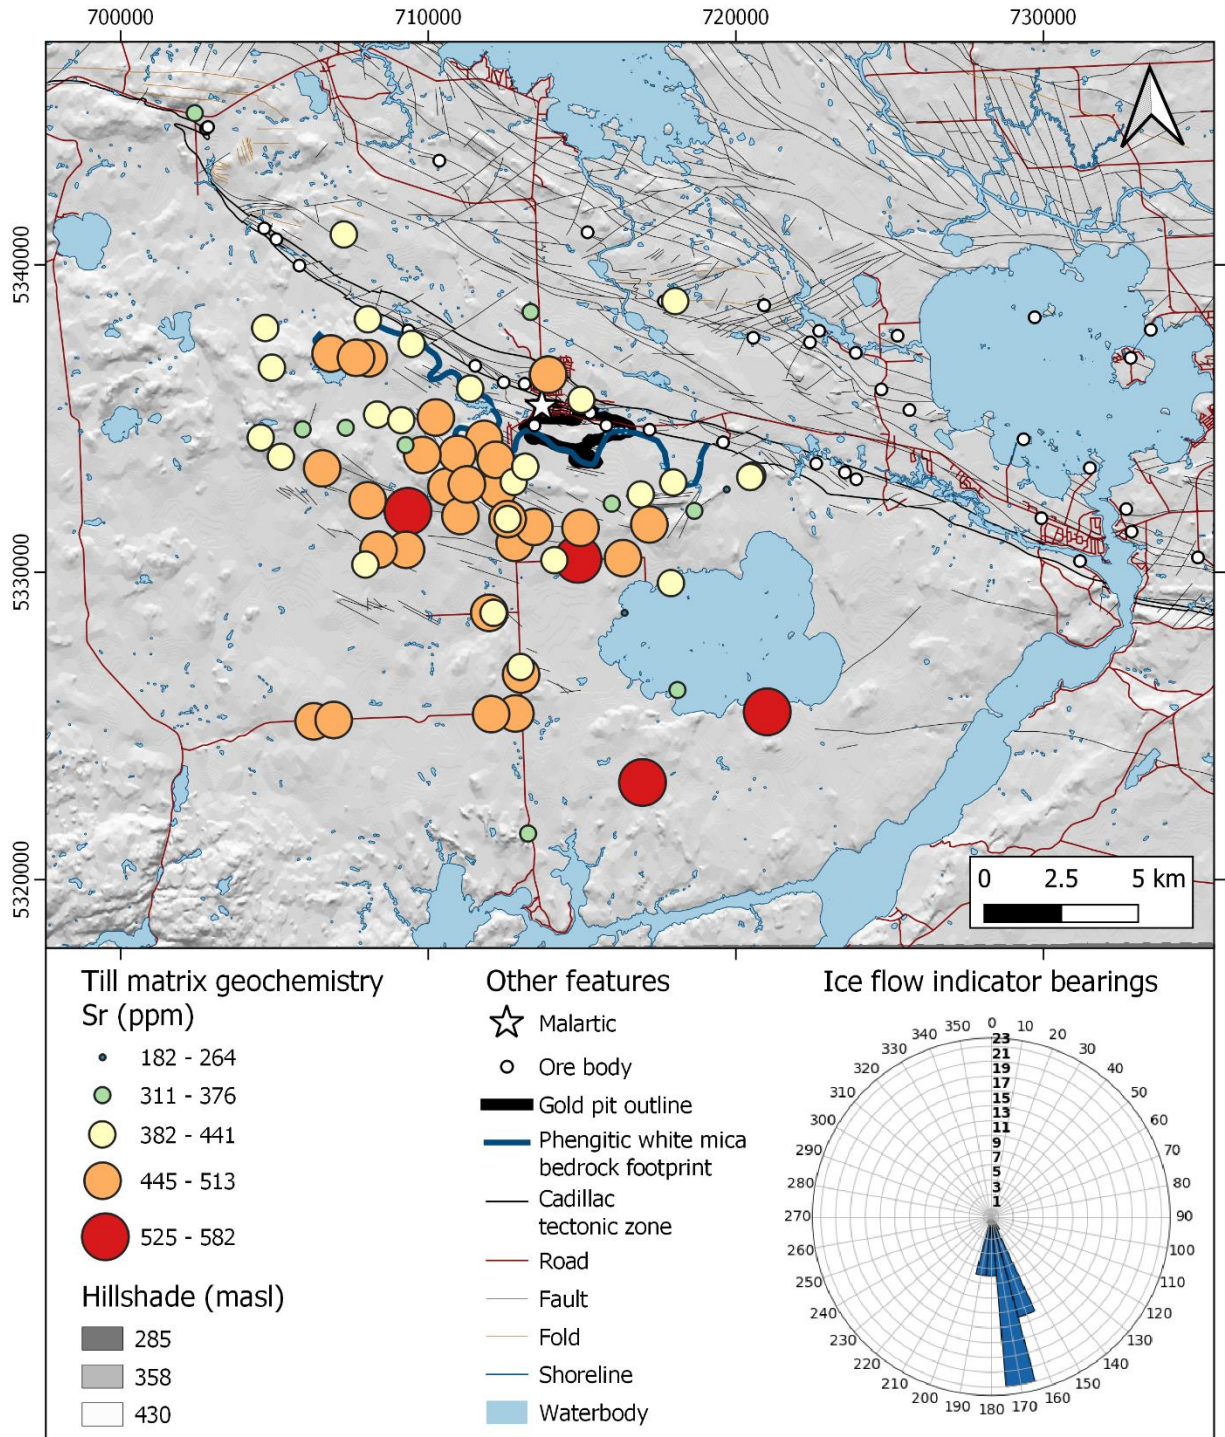 700000
710000
720000
730000
5340000
5330000
5320000
0 2.5 5 km
Till matrix geochemistry
Sr (ppm)
182 - 264
311 - 376
382 - 441
445 - 513
525 - 582
Hillshade (masl)
285
358
430
Other features
Malartic
Ore body
Gold pit outline
Phengitic white mica
bedrock footprint
Cadillac
tectonic zone
Road
Fault
Fold
Shoreline
Waterbody
Ice flow indicator bearings
0
10
20
30
40
50
60
70
80
90
100
110
120
130
140
150
160
170
180
190
200
210
220
230
240
250
260
270
280
290
300
310
320
330
340
350
23
21
19
17
15
13
11
9
7
5
3
1